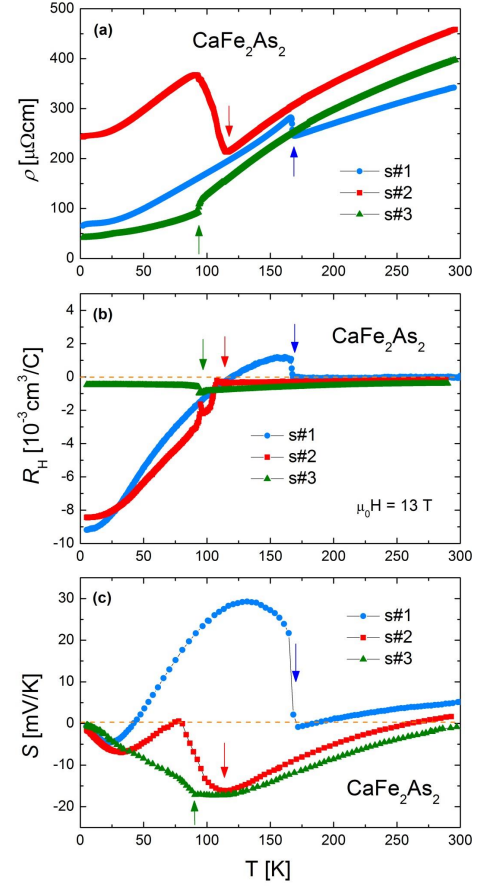 (a)
CaFe2As2
500
400
300
200
100
0
ρ [μΩcm]
s#1
s#2
s#3
0 50 100 150 200 250 300
(b)
CaFe2As2
4
2
0
-2
-4
-6
-8
-10
RH [10-3cm3/C]
s#1
s#2
s#3
μ0H = 13 T
0 50 100 150 200 250 300
(c)
30
20
10
0
-10
-20
S [mV/K]
s#1
s#2
s#3
CaFe2As2
0 50 100 150 200 250 300
T [K]